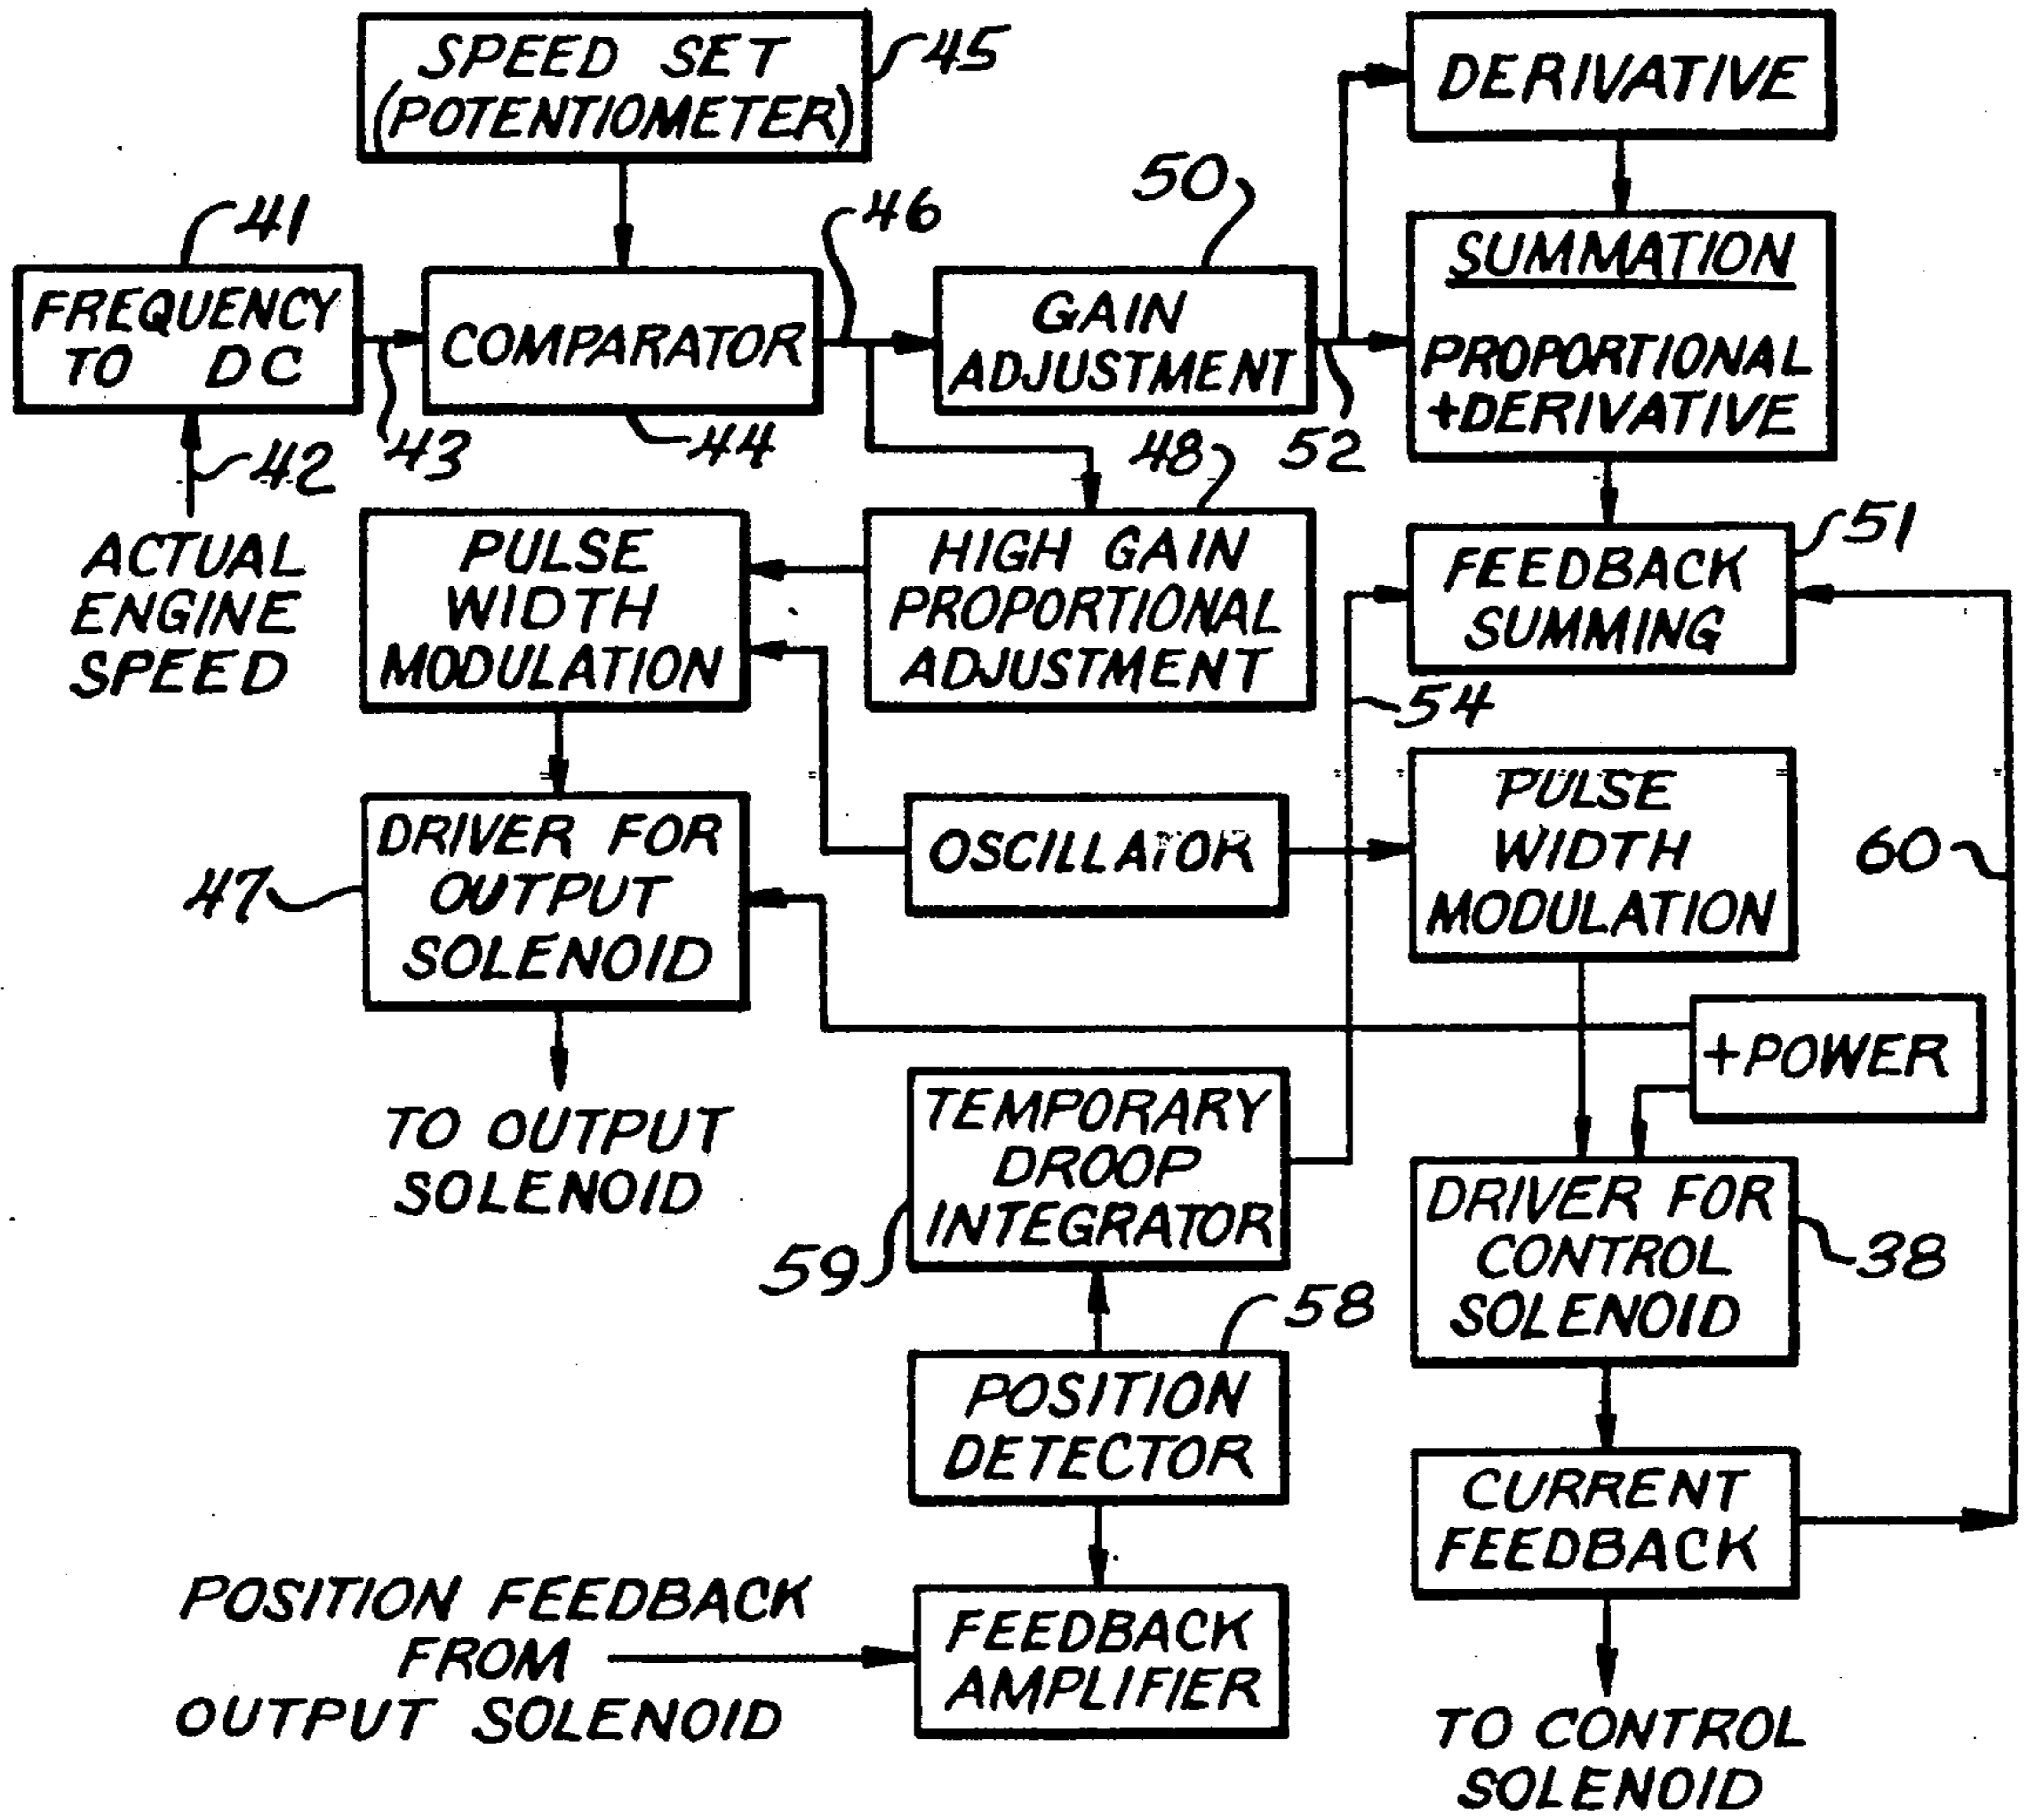 SPEED SET
(POTENTIOMETER)
45
DERIVATIVE
50
46
41
SUMMATION
PROPORTIONAL
+DERIVATIVE
FREQUENCY
TO DC
COMPARATOR
GAIN
ADJUSTMENT
43
44
52
42
48
ACTUAL
ENGINE
SPEED
PULSE
WIDTH
MODULATION
HIGH GAIN
PROPORTIONAL
ADJUSTMENT
51
FEEDBACK
SUMMING
54
PULSE
WIDTH
MODULATION
DRIVER FOR
OUTPUT
SOLENOID
47
OSCILLATOR
60
+POWER
TO OUTPUT
SOLENOID
TEMPORARY
DROOP
INTEGRATOR
59
DRIVER FOR
CONTROL
SOLENOID
38
58
POSITION
DETECTOR
CURRENT
FEEDBACK
POSITION FEEDBACK
FROM
OUTPUT SOLENOID
FEEDBACK
AMPLIFIER
TO CONTROL
SOLENOID